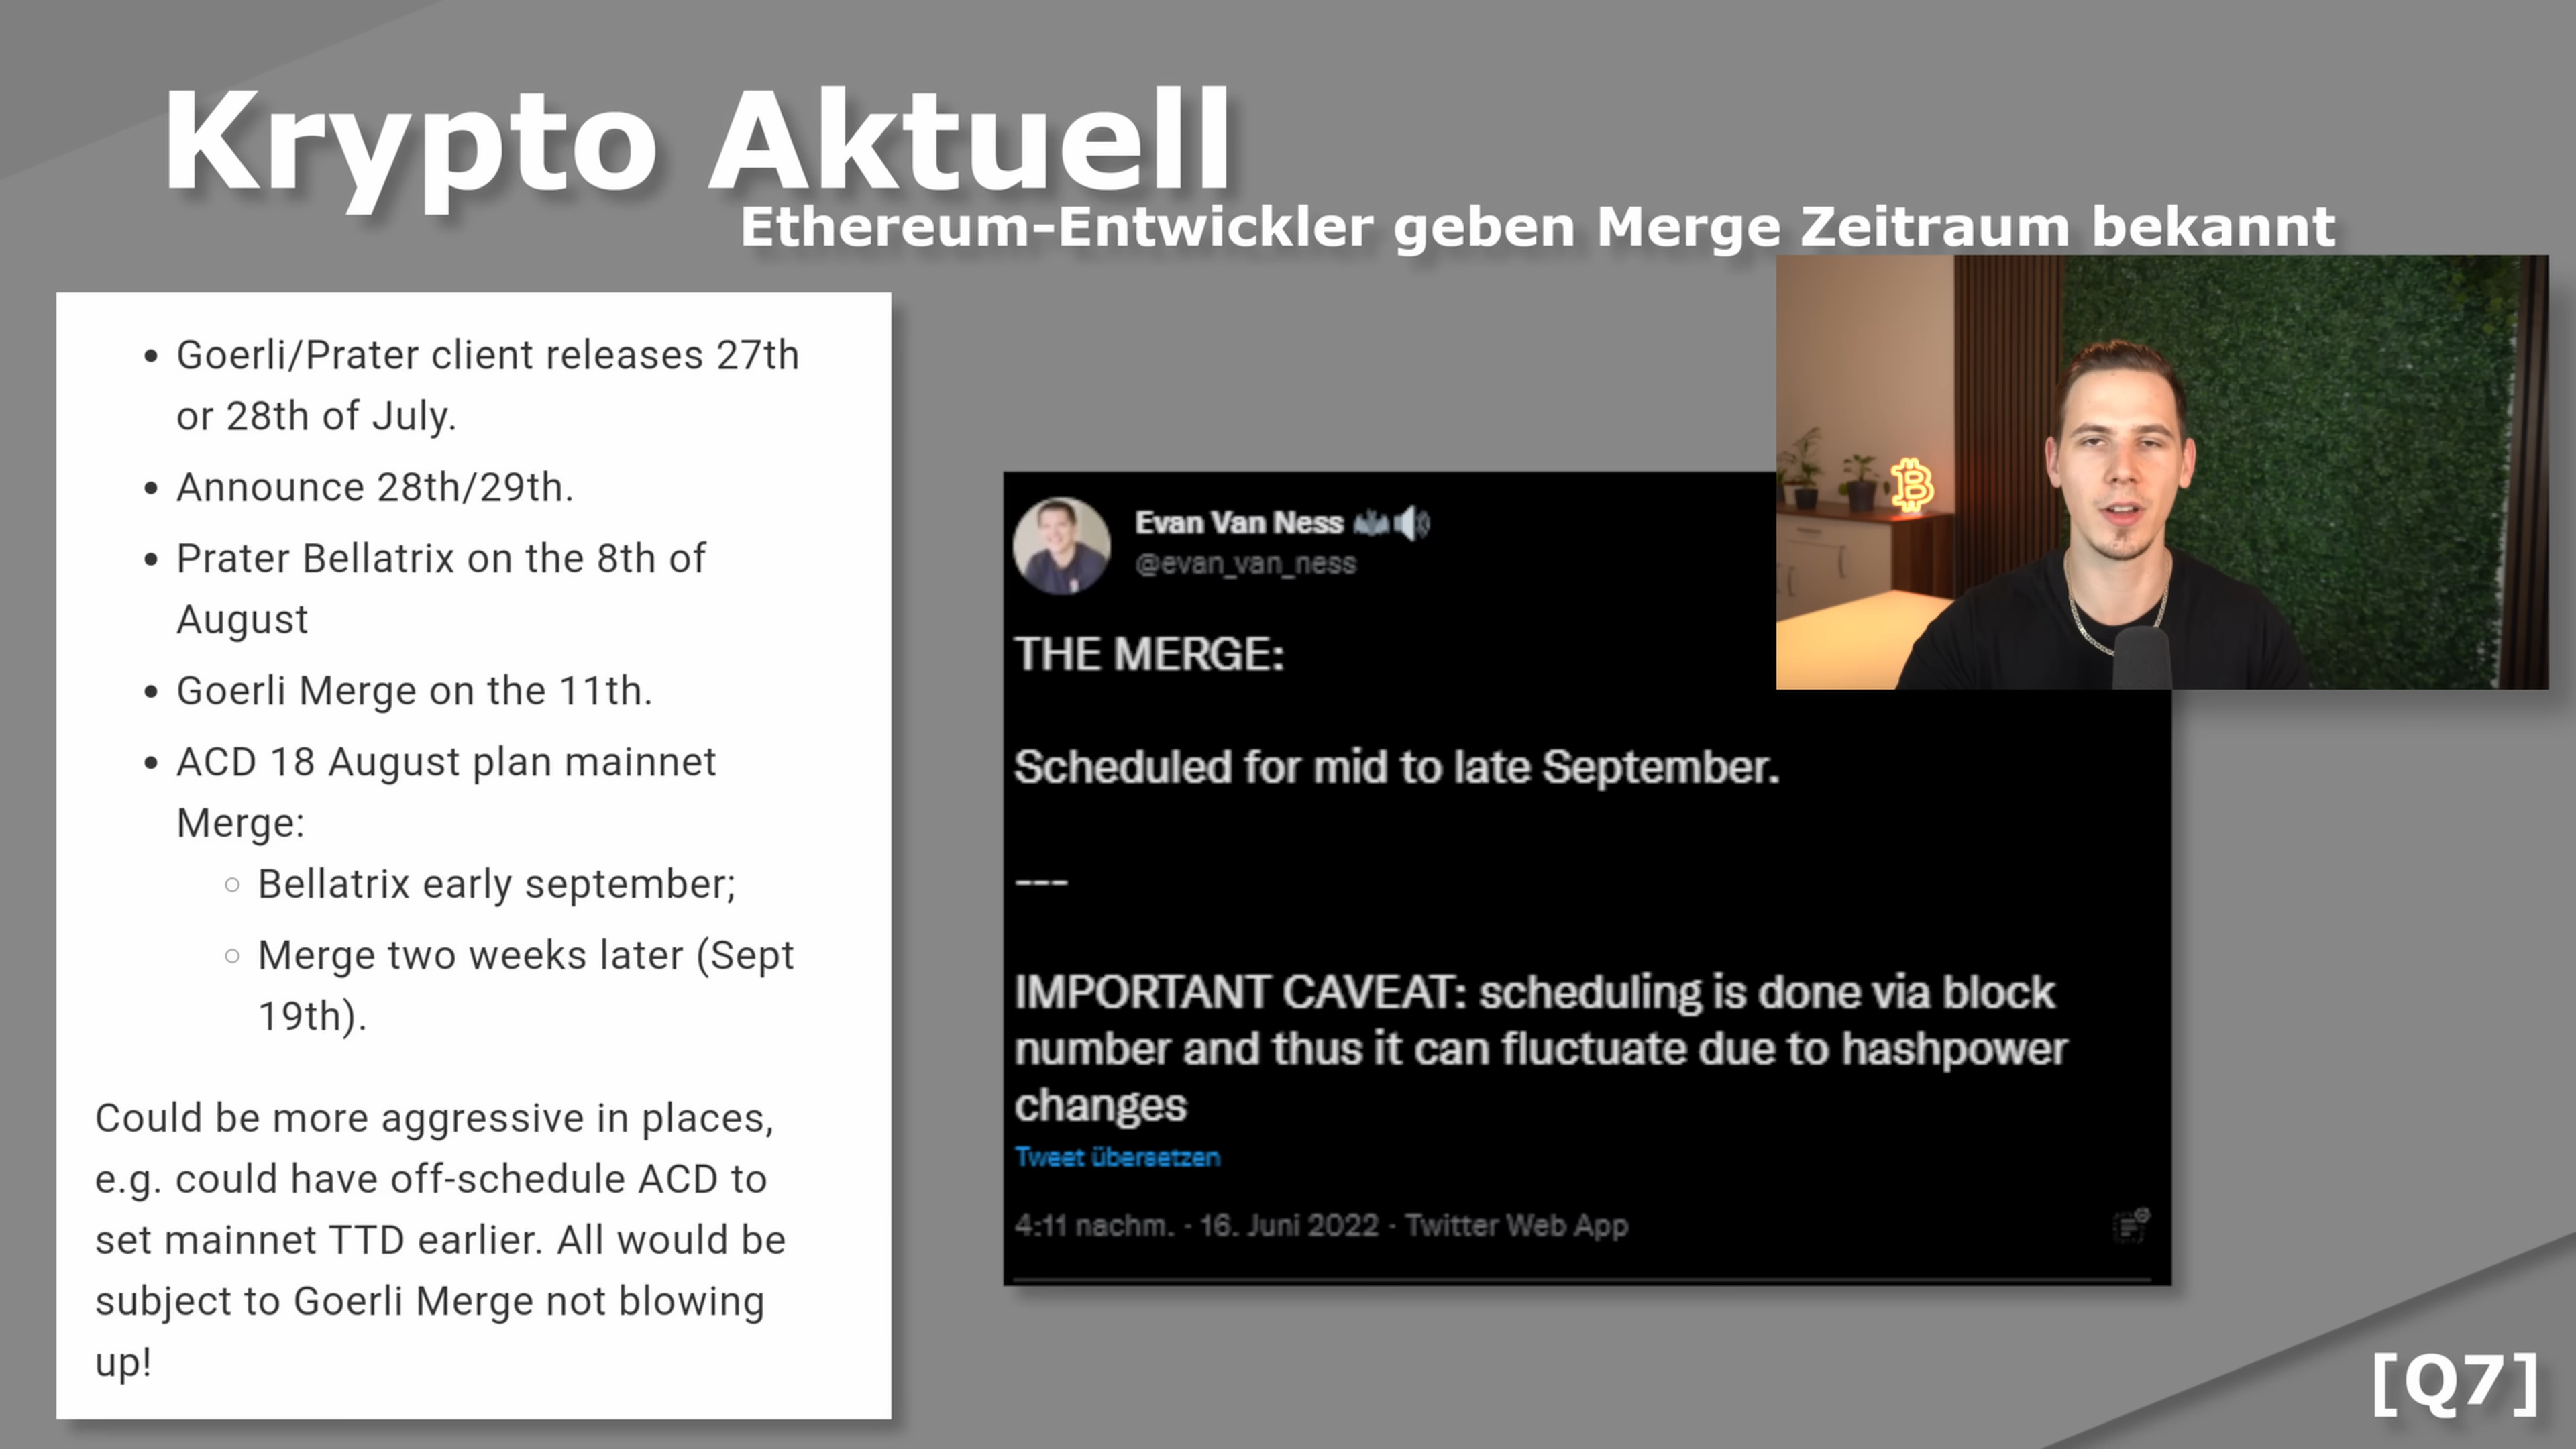 Krypto Aktuell
Ethereum-Entwickler geben Merge Zeitraum bekannt
• Goerli/Prater client releases 27th
or 28th of July.
• Announce 28th/29th.
• Prater Bellatrix on the 8th of
August
• Goerli Merge on the 11th.
• ACD 18 August plan mainnet
Merge:
○ Bellatrix early september;
○ Merge two weeks later (Sept
19th).
Could be more aggressive in places,
e.g. could have off-schedule ACD to
set mainnet TTD earlier. All would be
subject to Goerli Merge not blowing
up!
Evan Van Ness
@evan_van_ness
THE MERGE:
Scheduled for mid to late September.
---
IMPORTANT CAVEAT: scheduling is done via block
number and thus it can fluctuate due to hashpower
changes
Tweet übersetzen
4:11 nachm. · 16. Juni 2022 · Twitter Web App
[Q7]